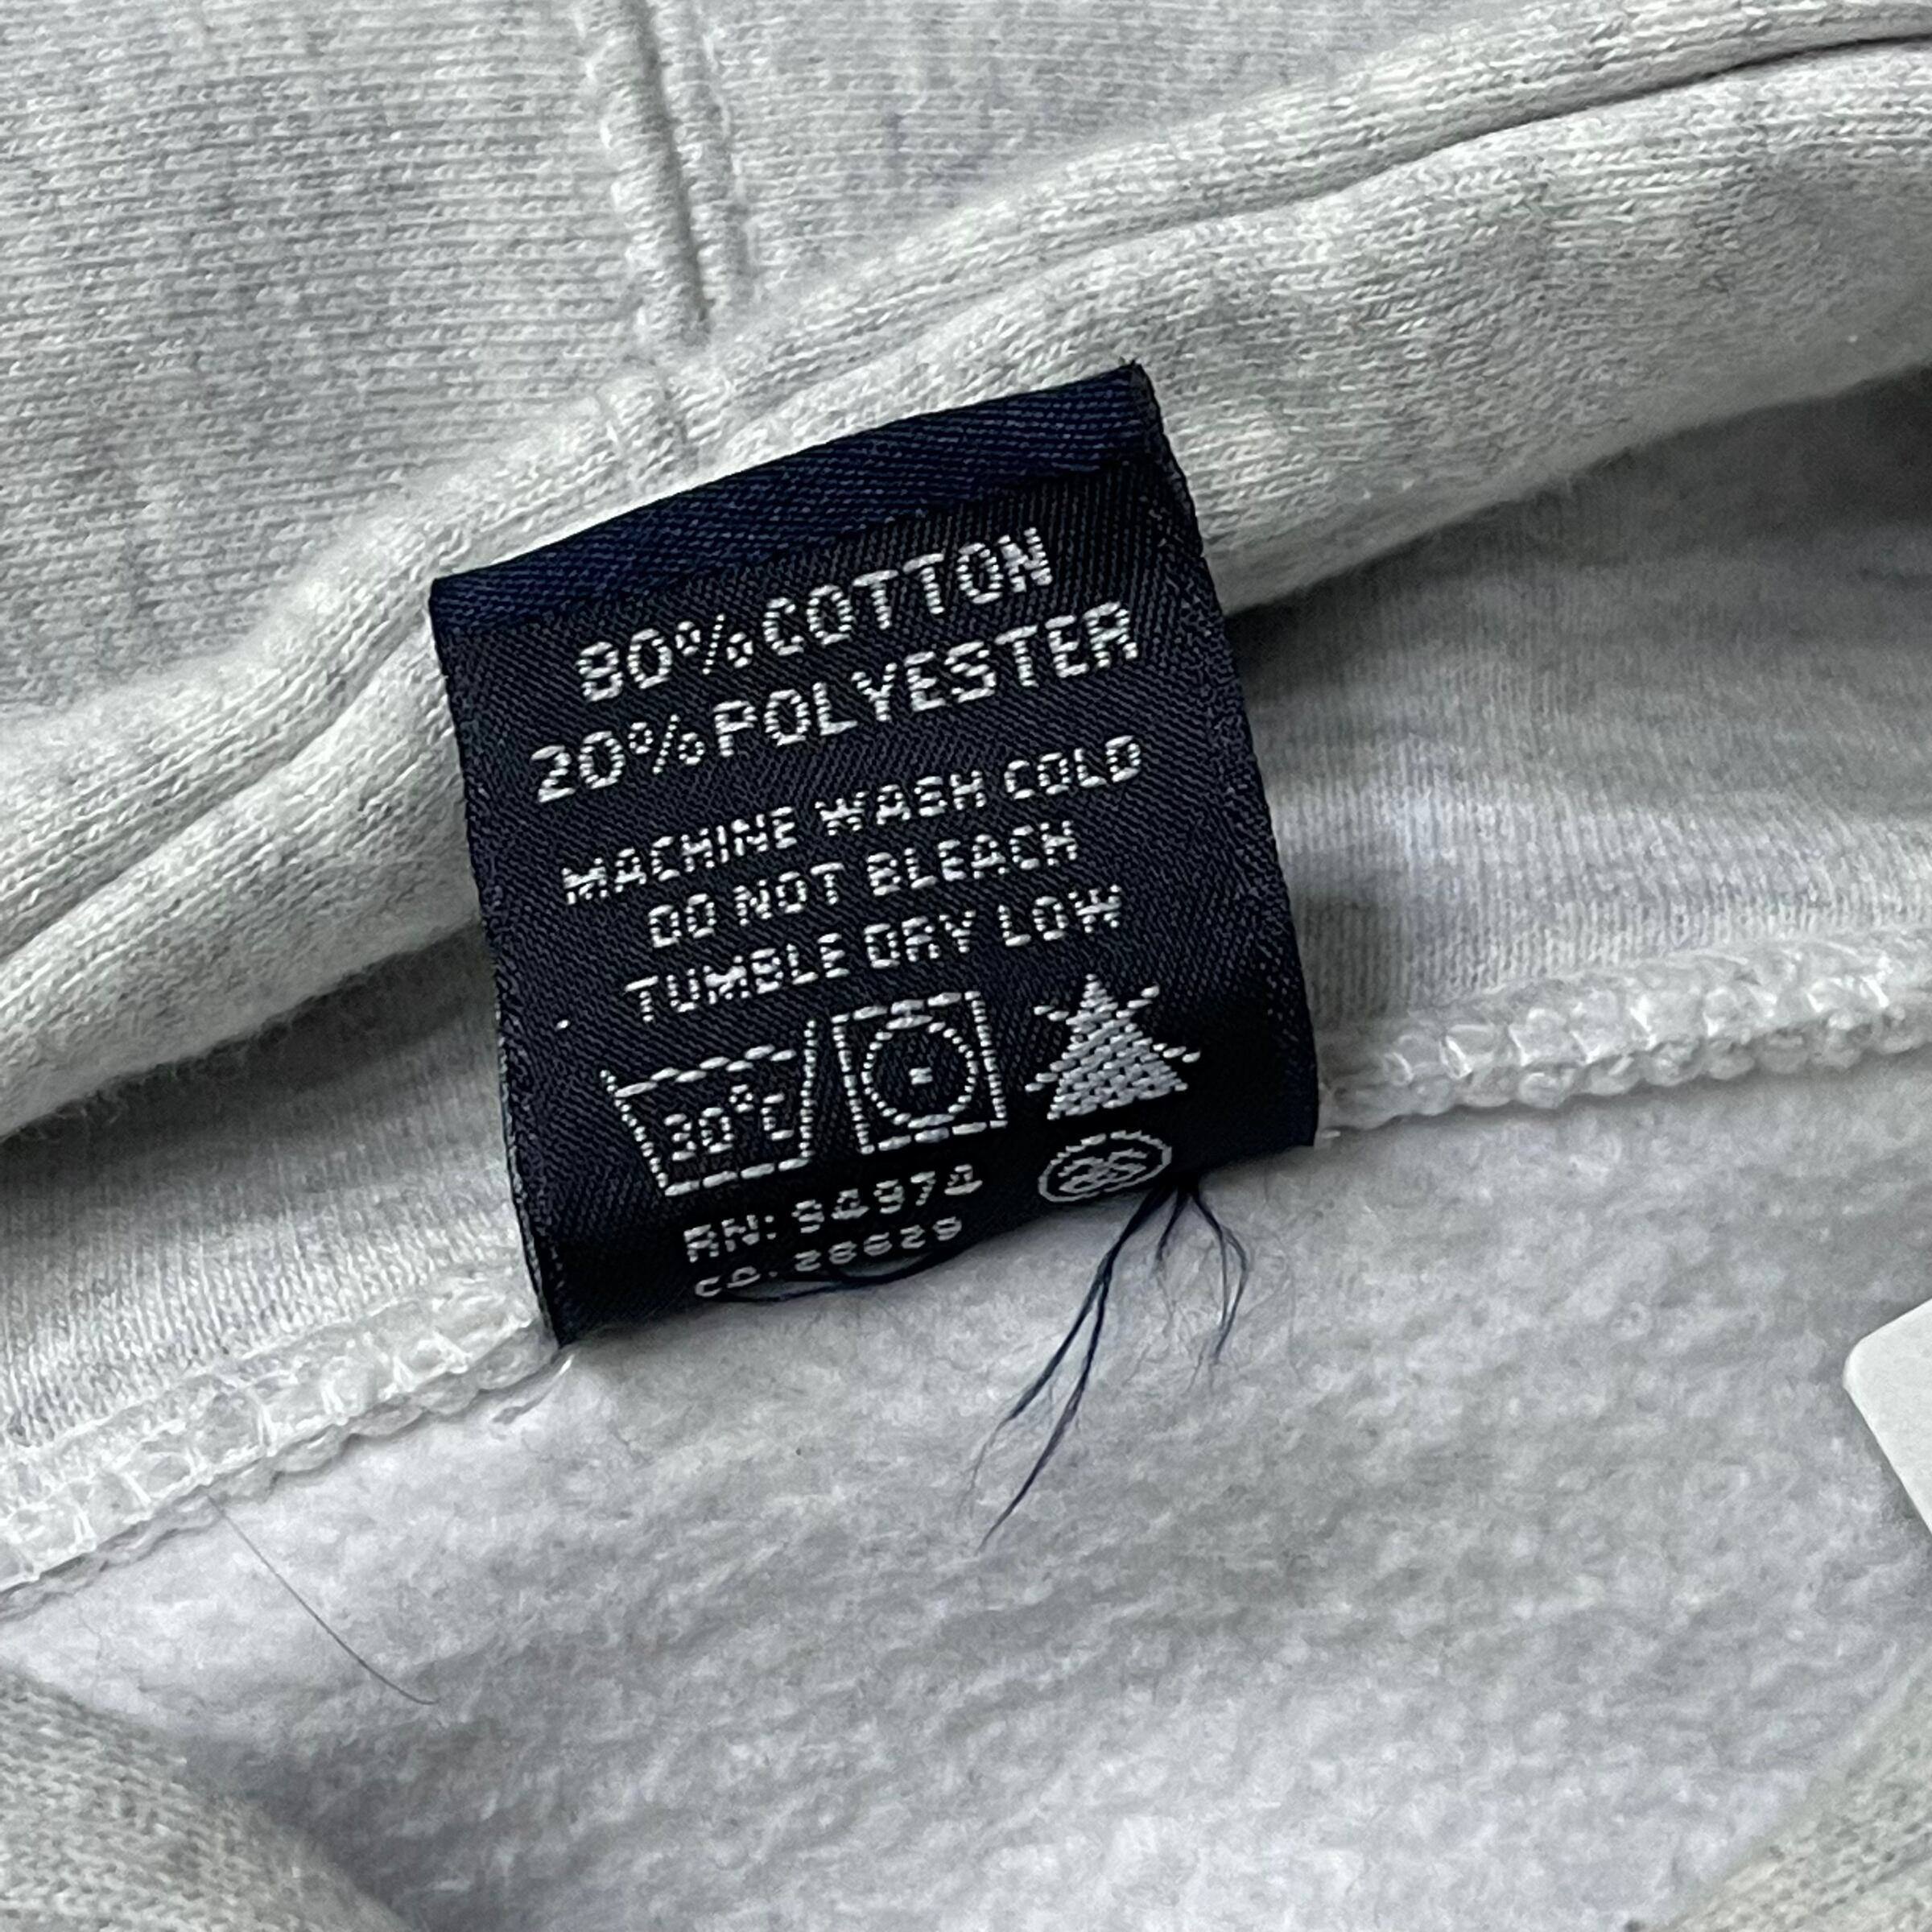 80% COTTON
20% POLYESTER
MACHINE WASH COLD
DO NOT BLEACH
TUMBLE DRY LOW
30°C
RN: 94974
CA: 28629